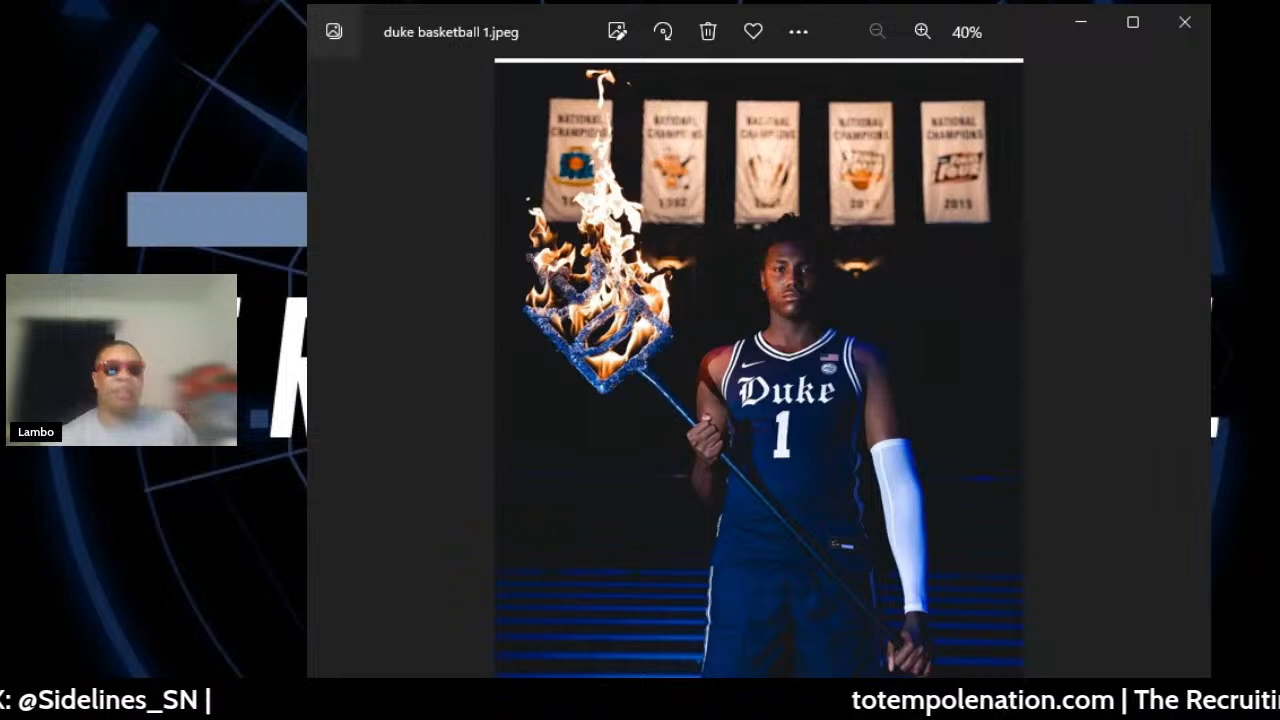 duke basketball 1.jpeg
40%
NATIONAL CHAMPIONS
NATIONAL CHAMPIONS 1992
NATIONAL CHAMPIONS
NATIONAL CHAMPIONS
NATIONAL CHAMPIONS 2015
Duke
1
Lambo
X: @Sidelines_SN |
totempolenation.com | The Recruiti